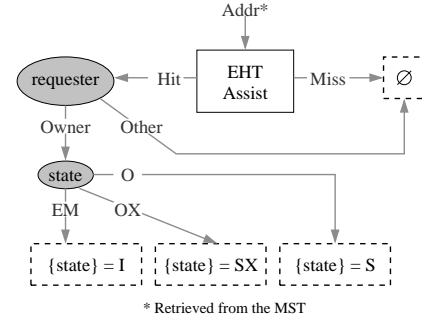 Addr*
requester
Hit
EHT
Assist
Miss
∅
Owner
Other
state
O
EM
OX
{state} = I
{state} = SX
{state} = S
* Retrieved from the MST